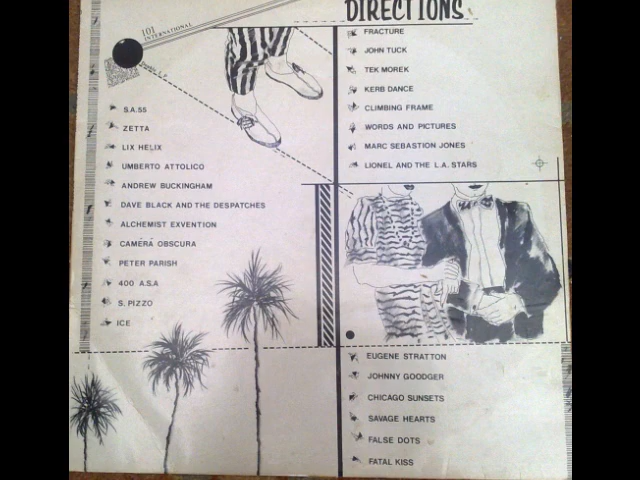 DIRECTIONS
101
INTERNATIONAL
S.A.55
ZETTA
LIX HELIX
UMBERTO ATTOLICO
ANDREW BUCKINGHAM
DAVE BLACK AND THE DESPATCHES
ALCHEMIST EXVENTION
CAMERA OBSCURA
PETER PARISH
400 A.S.A
S. PIZZO
ICE
FRACTURE
JOHN TUCK
TEK MOREK
KERB DANCE
CLIMBING FRAME
WORDS AND PICTURES
MARC SEBASTION JONES
LIONEL AND THE L.A. STARS
EUGENE STRATTON
JOHNNY GOODGER
CHICAGO SUNSETS
SAVAGE HEARTS
FALSE DOTS
FATAL KISS